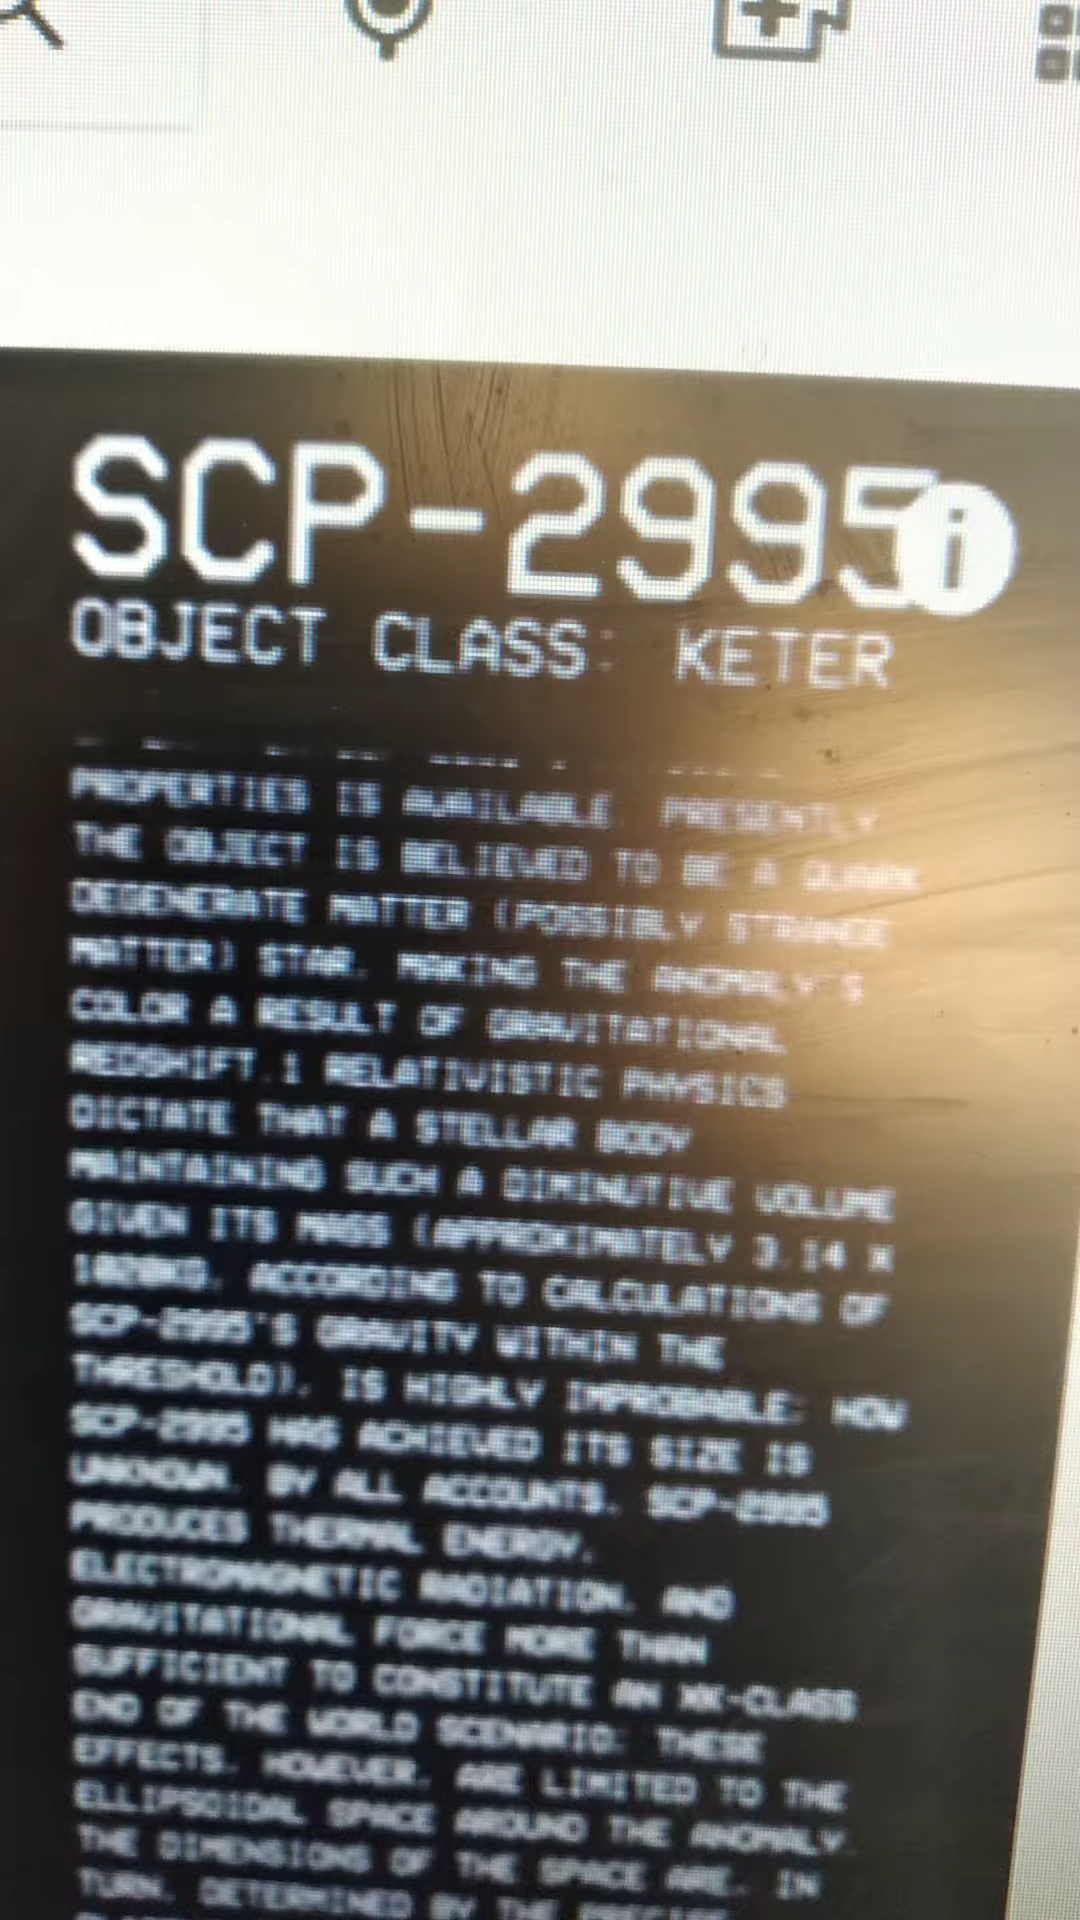 SCP-2995
i
OBJECT CLASS: KETER
PROPERTIES IS AVAILABLE. PRESENTLY
THE OBJECT IS BELIEVED TO BE A QUARK
DEGENERATE MATTER (POSSIBLY STRANGE
MATTER) STAR, MAKING THE ANOMALY'S
COLOR A RESULT OF GRAVITATIONAL
REDSHIFT.1 RELATIVISTIC PHYSICS
DICTATE THAT A STELLAR BODY
MAINTAINING SUCH A DIMINUTIVE VOLUME
GIVEN ITS MASS (APPROXIMATELY 3.14 X
1028KG, ACCORDING TO CALCULATIONS OF
SCP-2995'S GRAVITY WITHIN THE
THRESHOLD), IS HIGHLY IMPROBABLE; HOW
SCP-2995 HAS ACHIEVED ITS SIZE IS
UNKNOWN. BY ALL ACCOUNTS, SCP-2995
PRODUCES THERMAL ENERGY,
ELECTROMAGNETIC RADIATION, AND
GRAVITATIONAL FORCE MORE THAN
SUFFICIENT TO CONSTITUTE AN XK-CLASS
END OF THE WORLD SCENARIO; THESE
EFFECTS, HOWEVER, ARE LIMITED TO THE
ELLIPSOIDAL SPACE AROUND THE ANOMALY.
THE DIMENSIONS OF THE SPACE ARE, IN
TURN, DETERMINED BY THE PRECISE